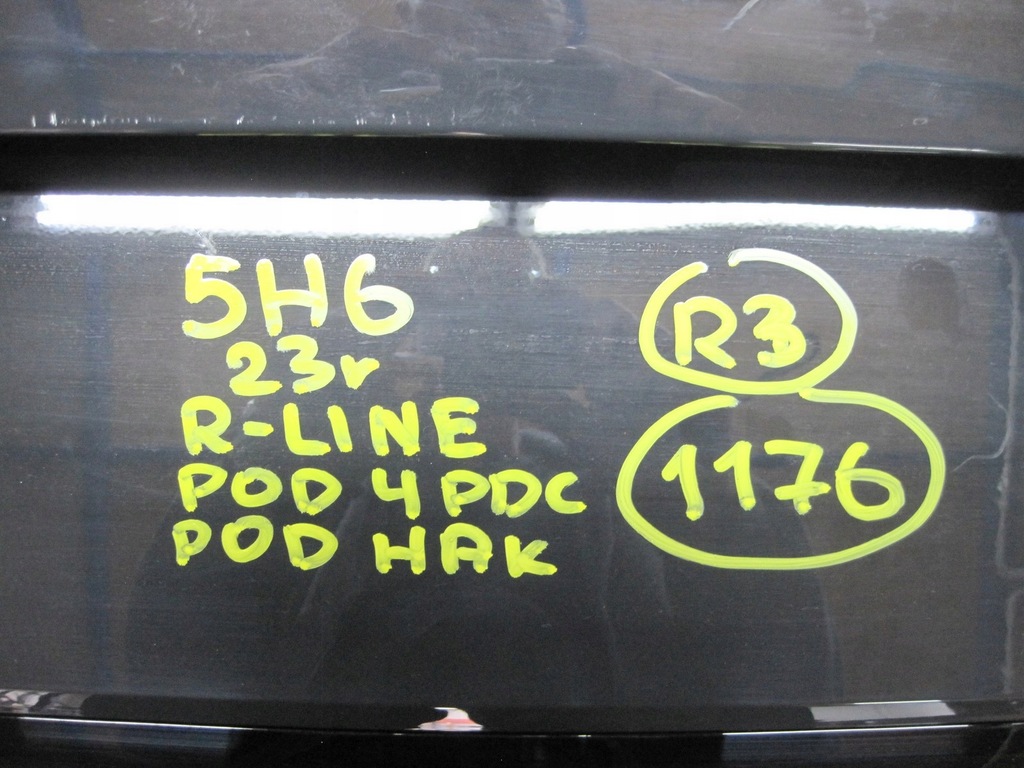 5H6
23r
R-LINE
POD 4 PDC
POD HAK
R3
1176